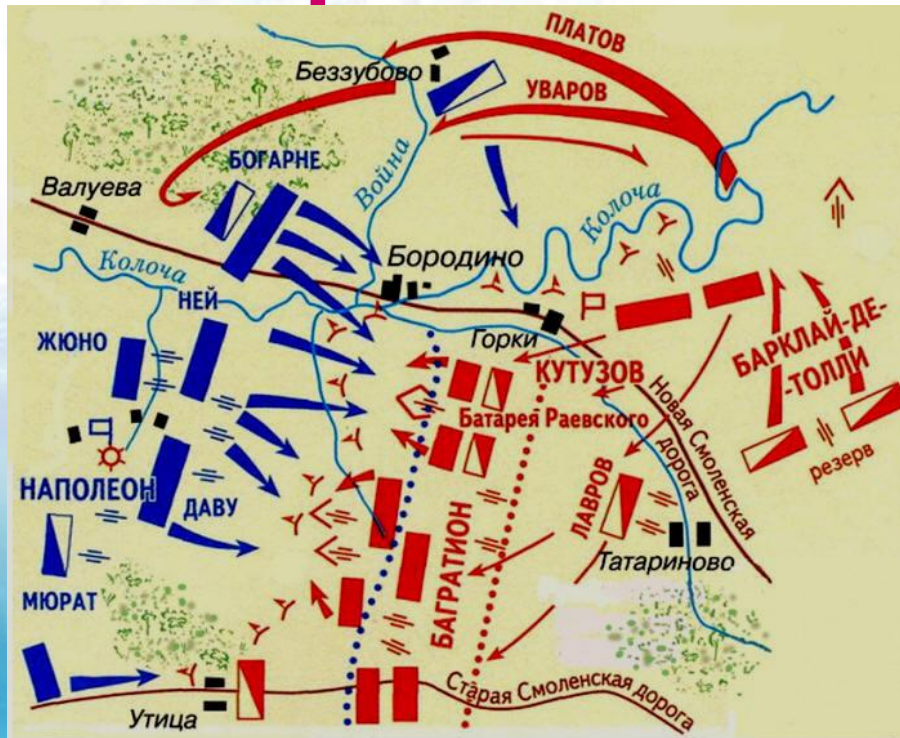 ПЛАТОВ
Беззубово
УВАРОВ
БОГАРНЕ
Война
Валуева
Колоча
Бородино
Колоча
НЕЙ
ЖЮНО
Горки
КУТУЗОВ
БАРКЛАЙ-ДЕ-
-ТОЛЛИ
Батарея Раевского
Новая Смоленская
дорога
резерв
НАПОЛЕОН
ДАВУ
ЛАВРОВ
БАГРАТИОН
Татариново
МЮРАТ
Утица
Старая Смоленская дорога